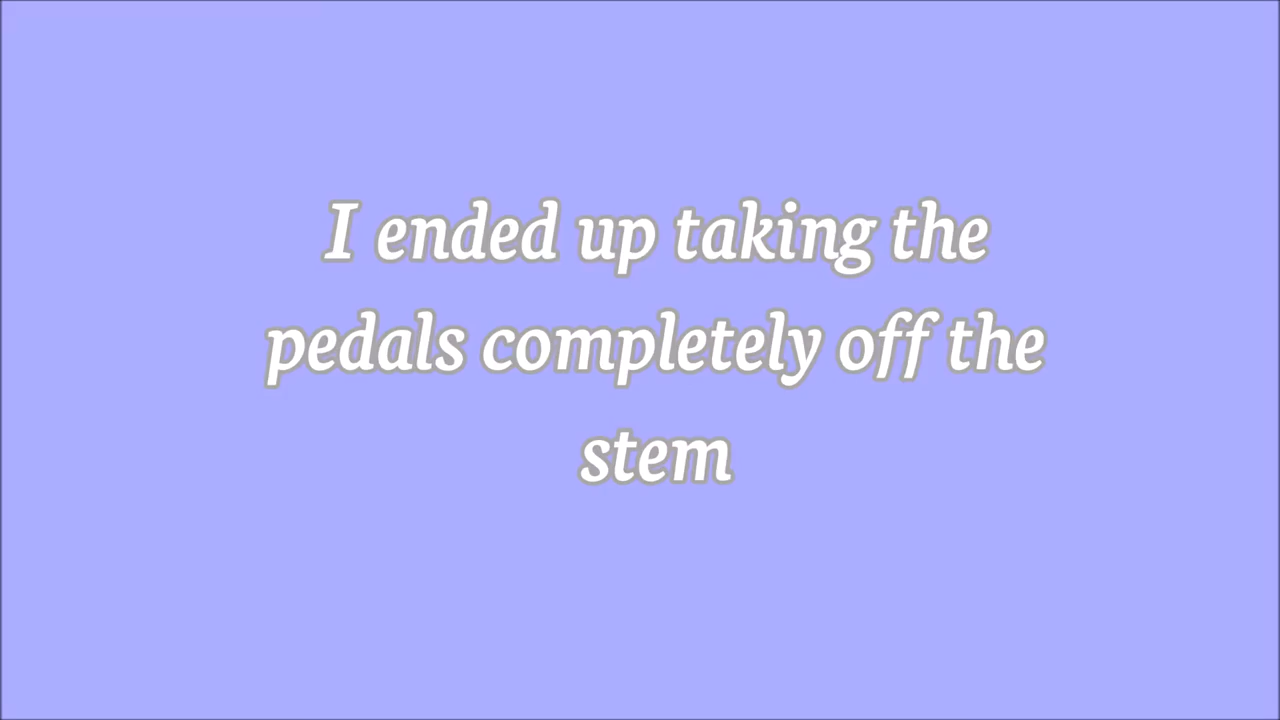 I ended up taking the
pedals completely off the
stem